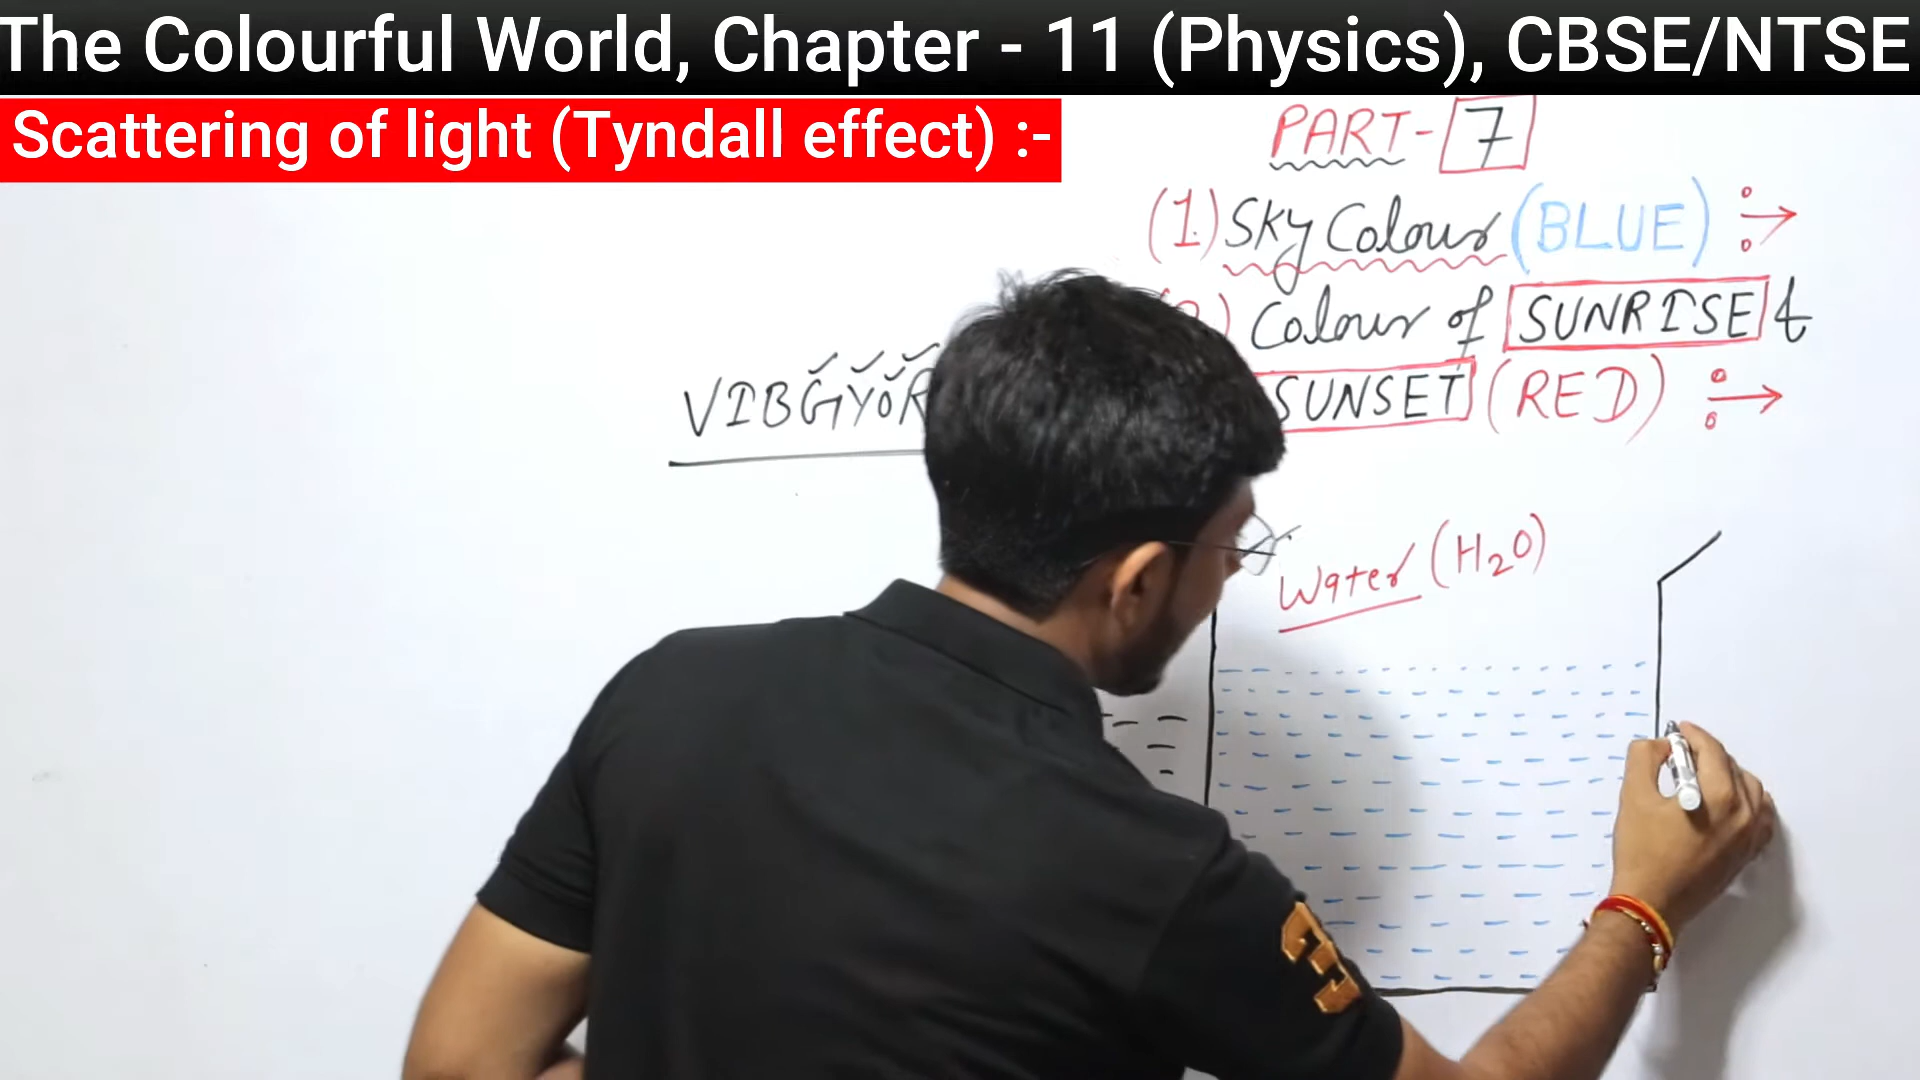 The Colourful World, Chapter - 11 (Physics), CBSE/NTSE
Scattering of light (Tyndall effect) :-
PART-7
(1) Sky Colour (BLUE) :→
Colour of SUNRISE &
SUNSET (RED) :→
VIBGYOR
Water (H2O)